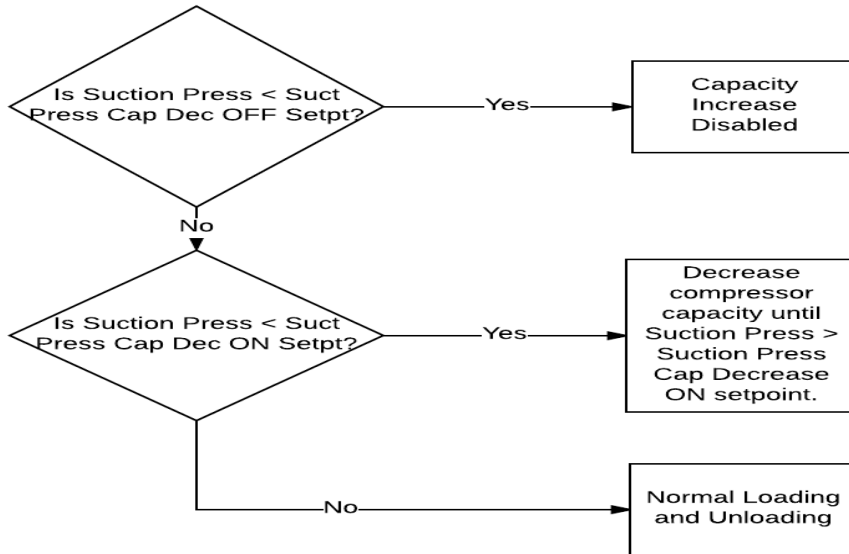 Is Suction Press < Suct
Press Cap Dec OFF Setpt?
Yes
Capacity
Increase
Disabled
No
Is Suction Press < Suct
Press Cap Dec ON Setpt?
Yes
Decrease
compressor
capacity until
Suction Press >
Suction Press
Cap Decrease
ON setpoint.
No
Normal Loading
and Unloading